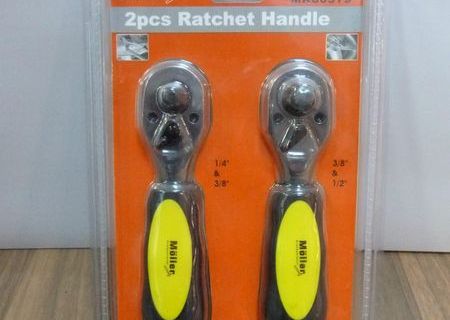 2pcs Ratchet Handle
1/4"
&
3/8"
3/8"
&
1/2"
Möller
Möller